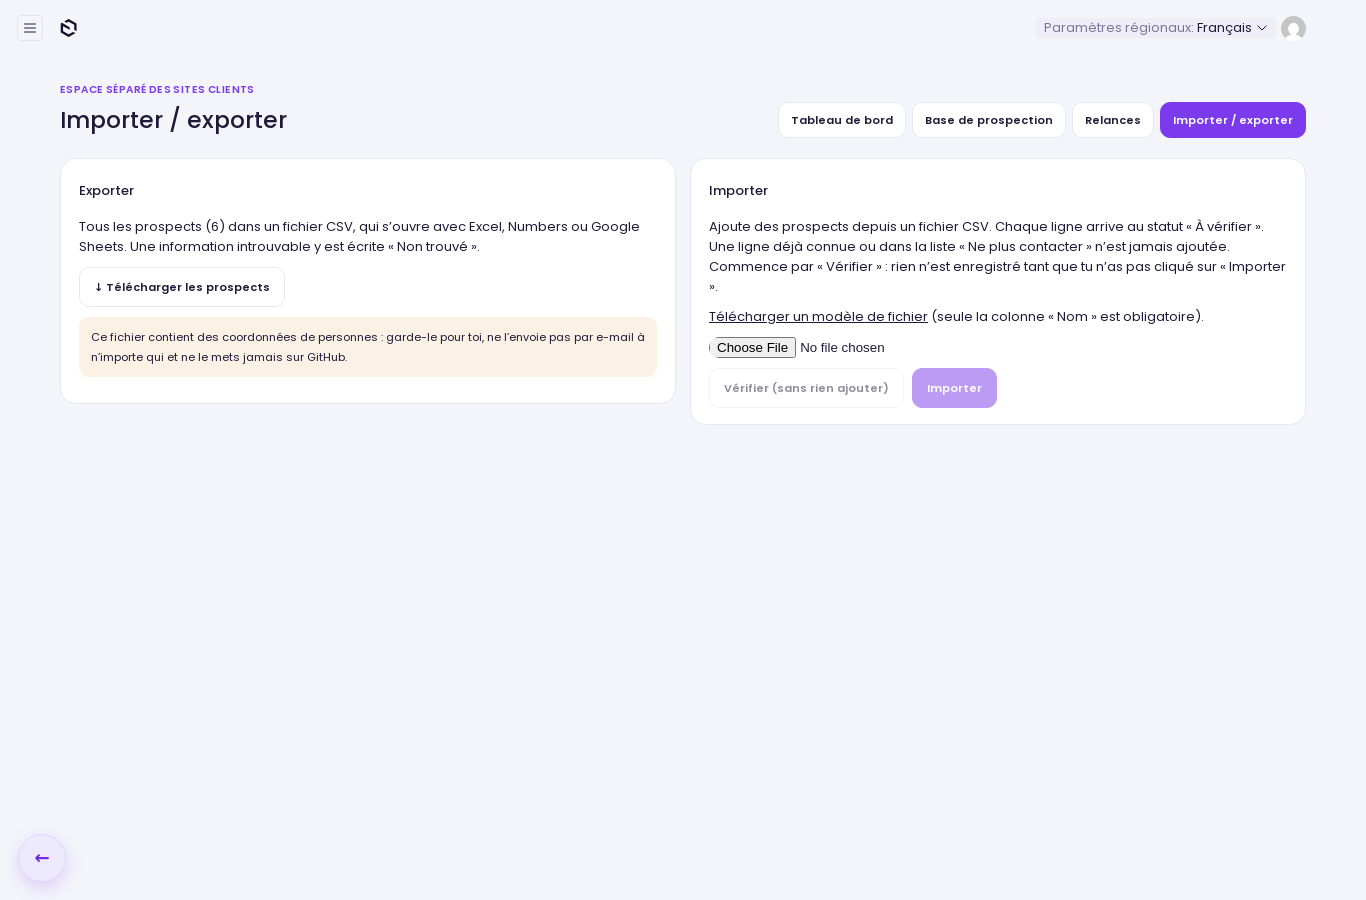 Paramètres régionaux: Français
ESPACE SÉPARÉ DES SITES CLIENTS
Importer / exporter
Tableau de bord
Base de prospection
Relances
Importer / exporter
Exporter
Tous les prospects (6) dans un fichier CSV, qui s’ouvre avec Excel, Numbers ou Google
Sheets. Une information introuvable y est écrite « Non trouvé ».
↓ Télécharger les prospects
Ce fichier contient des coordonnées de personnes : garde-le pour toi, ne l’envoie pas par e-mail à
n’importe qui et ne le mets jamais sur GitHub.
Importer
Ajoute des prospects depuis un fichier CSV. Chaque ligne arrive au statut « À vérifier ».
Une ligne déjà connue ou dans la liste « Ne plus contacter » n’est jamais ajoutée.
Commence par « Vérifier » : rien n’est enregistré tant que tu n’as pas cliqué sur « Importer
».
Télécharger un modèle de fichier (seule la colonne « Nom » est obligatoire).
Choose File No file chosen
Vérifier (sans rien ajouter)
Importer
←